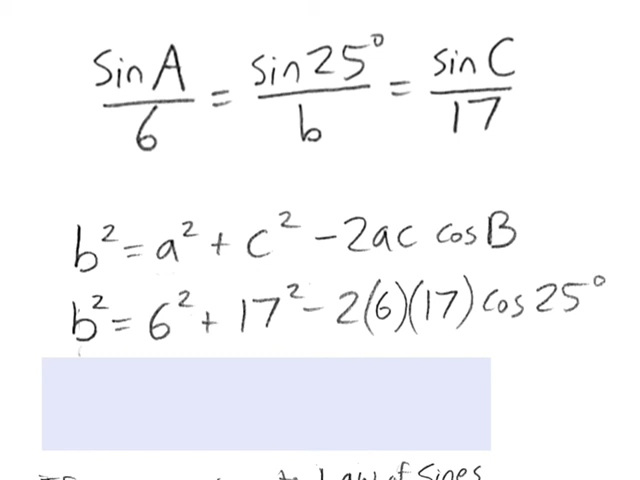 sin A / 6 = sin 25° / b = sin C / 17
b² = a² + c² - 2ac cos B
b² = 6² + 17² - 2(6)(17) cos 25°
to Law of Sines